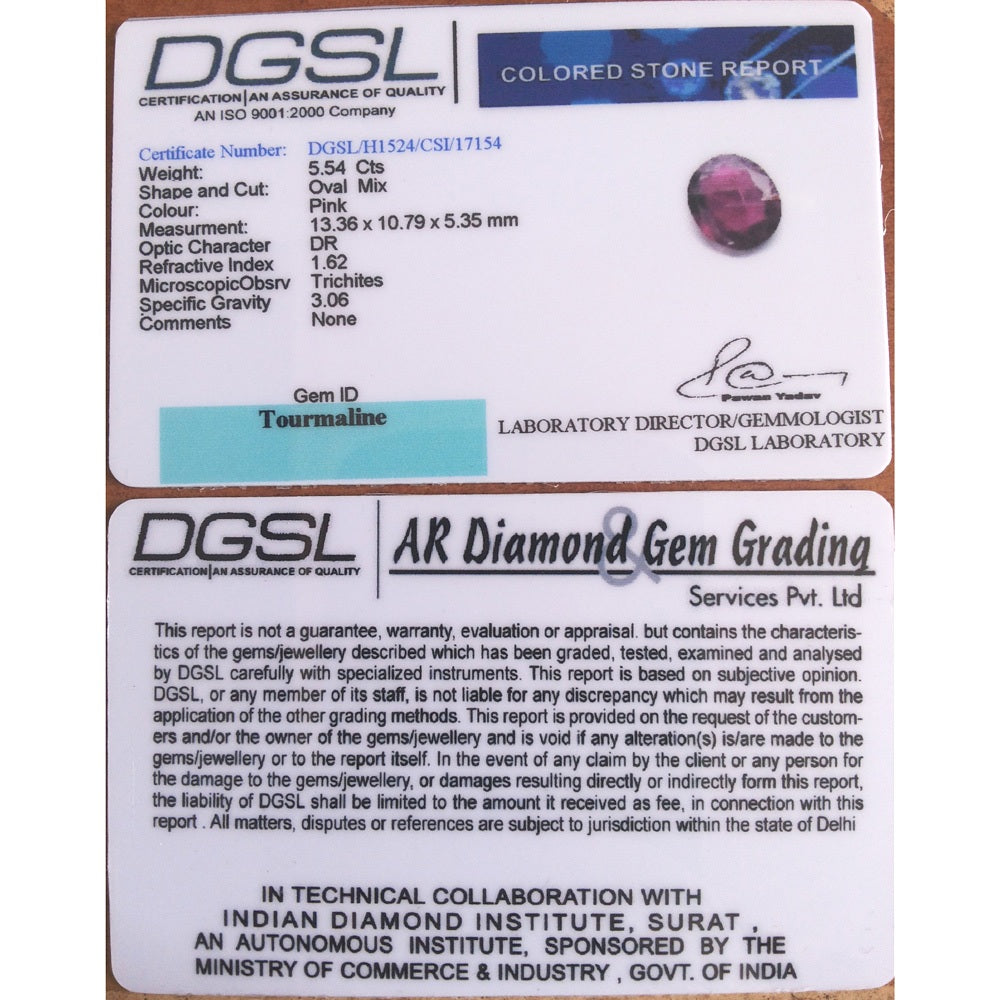 DGSL
CERTIFICATION|AN ASSURANCE OF QUALITY
AN ISO 9001:2000 Company
COLORED STONE REPORT
Certificate Number: DGSL/H1524/CSI/17154
Weight: 5.54 Cts
Shape and Cut: Oval Mix
Colour: Pink
Measurment: 13.36 x 10.79 x 5.35 mm
Optic Character DR
Refractive Index 1.62
MicroscopicObsrv Trichites
Specific Gravity 3.06
Comments None
Gem ID
Tourmaline
Pawan Yadav
LABORATORY DIRECTOR/GEMMOLOGIST
DGSL LABORATORY
DGSL
CERTIFICATION|AN ASSURANCE OF QUALITY
AR Diamond & Gem Grading
Services Pvt. Ltd
This report is not a guarantee, warranty, evaluation or appraisal. but contains the characteris-
tics of the gems/jewellery described which has been graded, tested, examined and analysed
by DGSL carefully with specialized instruments. This report is based on subjective opinion.
DGSL, or any member of its staff, is not liable for any discrepancy which may result from the
application of the other grading methods. This report is provided on the request of the custom-
ers and/or the owner of the gems/jewellery and is void if any alteration(s) is/are made to the
gems/jewellery or to the report itself. In the event of any claim by the client or any person for
the damage to the gems/jewellery, or damages resulting directly or indirectly form this report,
the liability of DGSL shall be limited to the amount it received as fee, in connection with this
report . All matters, disputes or references are subject to jurisdiction within the state of Delhi
IN TECHNICAL COLLABORATION WITH
INDIAN DIAMOND INSTITUTE, SURAT ,
AN AUTONOMOUS INSTITUTE, SPONSORED BY THE
MINISTRY OF COMMERCE & INDUSTRY , GOVT. OF INDIA